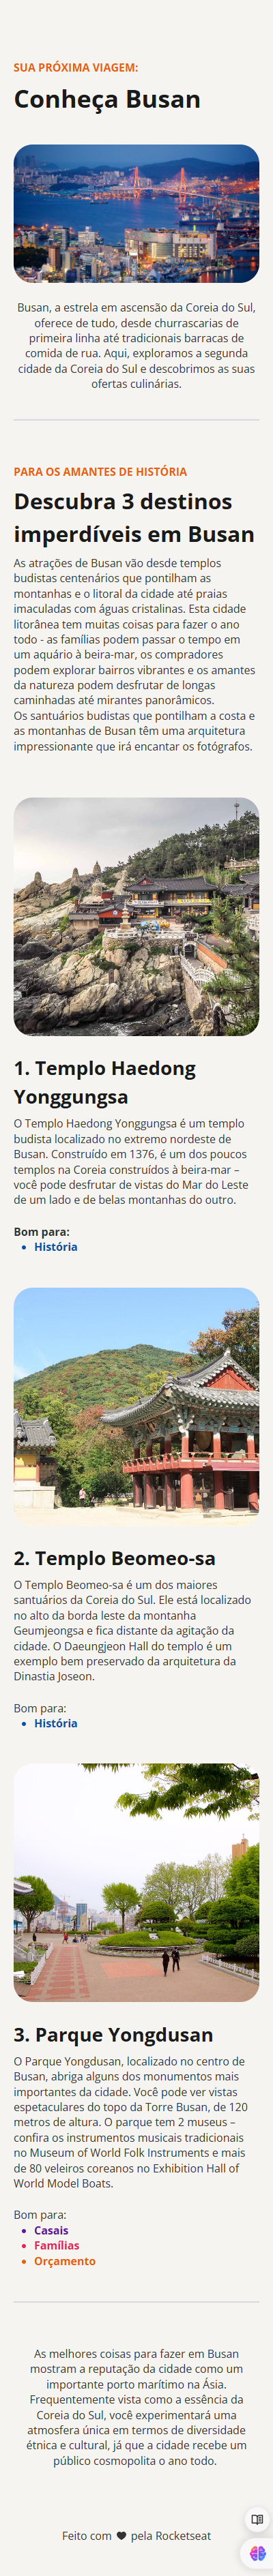 SUA PRÓXIMA VIAGEM:
Conheça Busan
Busan, a estrela em ascensão da Coreia do Sul,
oferece de tudo, desde churrascarias de
primeira linha até tradicionais barracas de
comida de rua. Aqui, exploramos a segunda
cidade da Coreia do Sul e descobrimos as suas
ofertas culinárias.
PARA OS AMANTES DE HISTÓRIA
Descubra 3 destinos
imperdíveis em Busan
As atrações de Busan vão desde templos
budistas centenários que pontilham as
montanhas e o litoral da cidade até praias
imaculadas com águas cristalinas. Esta cidade
litorânea tem muitas coisas para fazer o ano
todo - as famílias podem passar o tempo em
um aquário à beira-mar, os compradores
podem explorar bairros vibrantes e os amantes
da natureza podem desfrutar de longas
caminhadas até mirantes panorâmicos.
Os santuários budistas que pontilham a costa e
as montanhas de Busan têm uma arquitetura
impressionante que irá encantar os fotógrafos.
1. Templo Haedong
Yonggungsa
O Templo Haedong Yonggungsa é um templo
budista localizado no extremo nordeste de
Busan. Construído em 1376, é um dos poucos
templos na Coreia construídos à beira-mar –
você pode desfrutar de vistas do Mar do Leste
de um lado e de belas montanhas do outro.
Bom para:
• História
2. Templo Beomeo-sa
O Templo Beomeo-sa é um dos maiores
santuários da Coreia do Sul. Ele está localizado
no alto da borda leste da montanha
Geumjeongsa e fica distante da agitação da
cidade. O Daeungjeon Hall do templo é um
exemplo bem preservado da arquitetura da
Dinastia Joseon.
Bom para:
• História
3. Parque Yongdusan
O Parque Yongdusan, localizado no centro de
Busan, abriga alguns dos monumentos mais
importantes da cidade. Você pode ver vistas
espetaculares do topo da Torre Busan, de 120
metros de altura. O parque tem 2 museus –
confira os instrumentos musicais tradicionais
no Museum of World Folk Instruments e mais
de 80 veleiros coreanos no Exhibition Hall of
World Model Boats.
Bom para:
• Casais
• Famílias
• Orçamento
As melhores coisas para fazer em Busan
mostram a reputação da cidade como um
importante porto marítimo na Ásia.
Frequentemente vista como a essência da
Coreia do Sul, você experimentará uma
atmosfera única em termos de diversidade
étnica e cultural, já que a cidade recebe um
público cosmopolita o ano todo.
Feito com ♥ pela Rocketseat